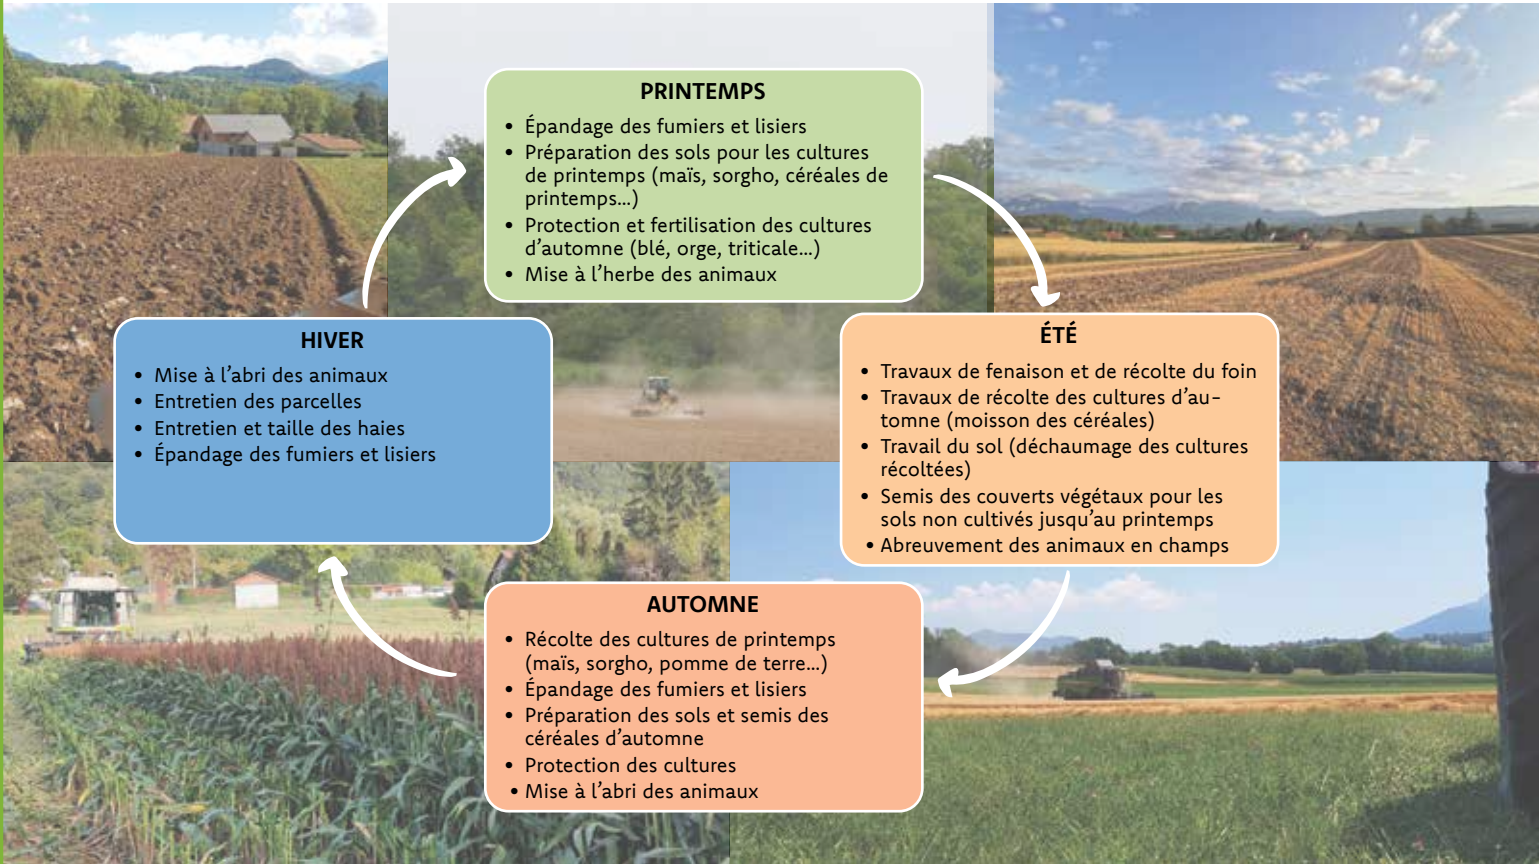 PRINTEMPS
• Épandage des fumiers et lisiers
• Préparation des sols pour les cultures
de printemps (maïs, sorgho, céréales de
printemps...)
• Protection et fertilisation des cultures
d'automne (blé, orge, triticale...)
• Mise à l'herbe des animaux
HIVER
• Mise à l'abri des animaux
• Entretien des parcelles
• Entretien et taille des haies
• Épandage des fumiers et lisiers
ÉTÉ
• Travaux de fenaison et de récolte du foin
• Travaux de récolte des cultures d'au-
tomne (moisson des céréales)
• Travail du sol (déchaumage des cultures
récoltées)
• Semis des couverts végétaux pour les
sols non cultivés jusqu'au printemps
• Abreuvement des animaux en champs
AUTOMNE
• Récolte des cultures de printemps
(maïs, sorgho, pomme de terre...)
• Épandage des fumiers et lisiers
• Préparation des sols et semis des
céréales d'automne
• Protection des cultures
• Mise à l'abri des animaux